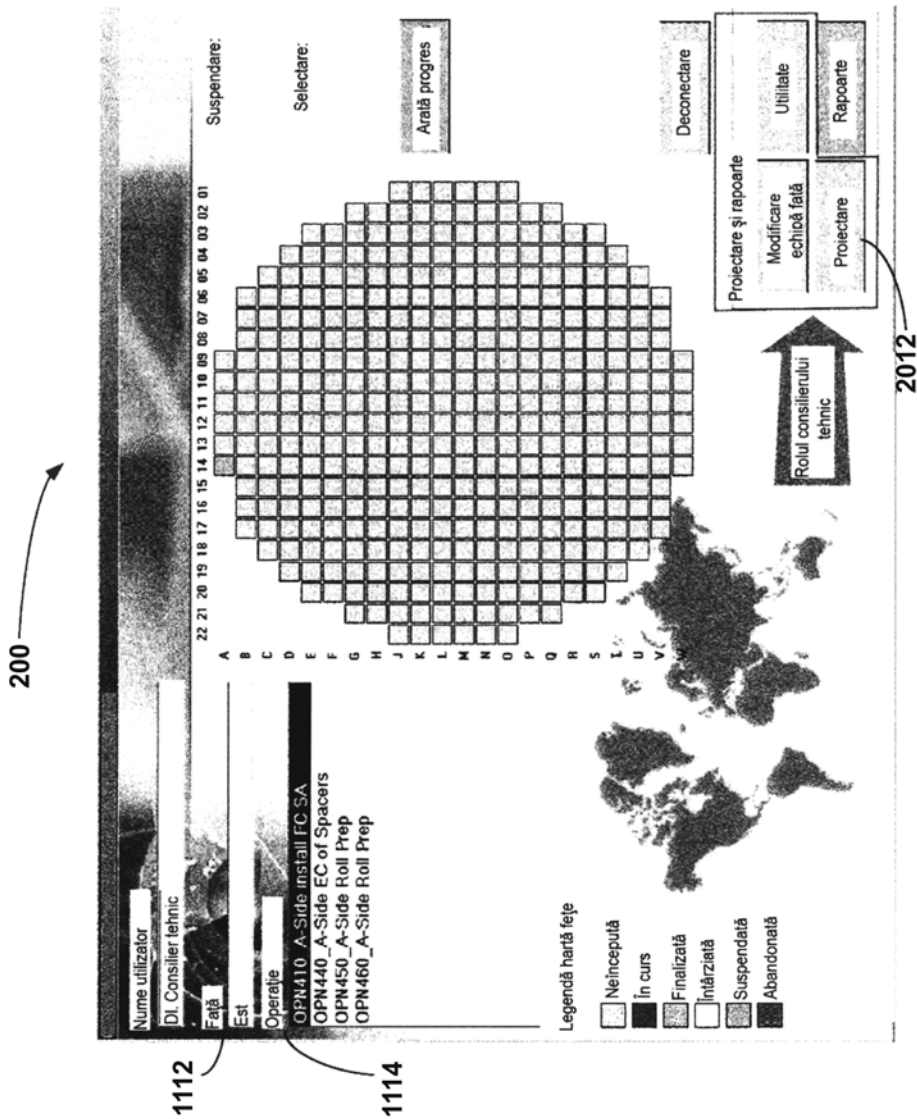 200
Nume utilizator
Dl. Consilier tehnic
Față
Est
Operație
1112
1114
OPN410_A-Side Install FC SA
OPN440_A-Side EC of Spacers
OPN450_A-Side Roll Prep
OPN460_A-Side Roll Prep
22 21 20 19 18 17 16 15 14 13 12 11 10 09 08 07 06 05 04 03 02 01
A
B
C
D
E
F
G
H
J
K
L
M
N
O
P
Q
R
S
U
V
Suspendare:
Selectare:
Arată progres
Deconectare
Legendă hartă fețe
Neîncepută
În curs
Finalizată
Întârziată
Suspendată
Abandonată
Rolul consilierului
tehnic
Proiectare și rapoarte
Modificare
echipă fată
Utilitate
Proiectare
Rapoarte
2012